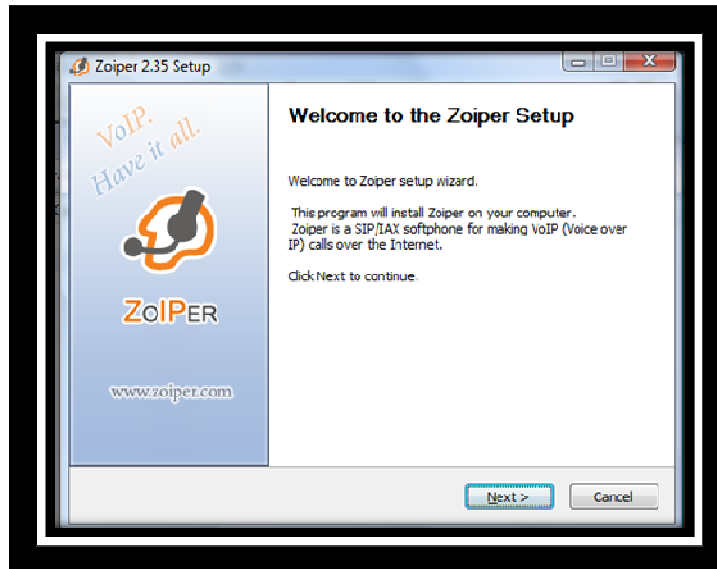 Zoiper 2.35 Setup
VoIP.
Have it all.
ZoIPER
www.zoiper.com
Welcome to the Zoiper Setup
Welcome to Zoiper setup wizard.
This program will install Zoiper on your computer.
Zoiper is a SIP/IAX softphone for making VoIP (Voice over
IP) calls over the Internet.
Click Next to continue.
Next >
Cancel